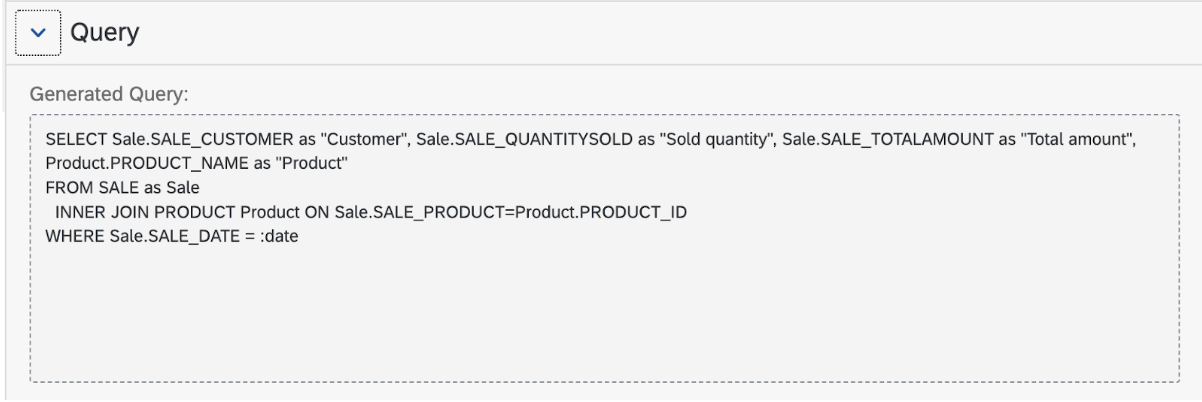 Query
Generated Query:
SELECT Sale.SALE_CUSTOMER as "Customer", Sale.SALE_QUANTITYSOLD as "Sold quantity", Sale.SALE_TOTALAMOUNT as "Total amount",
Product.PRODUCT_NAME as "Product"
FROM SALE as Sale
  INNER JOIN PRODUCT Product ON Sale.SALE_PRODUCT=Product.PRODUCT_ID
WHERE Sale.SALE_DATE = :date